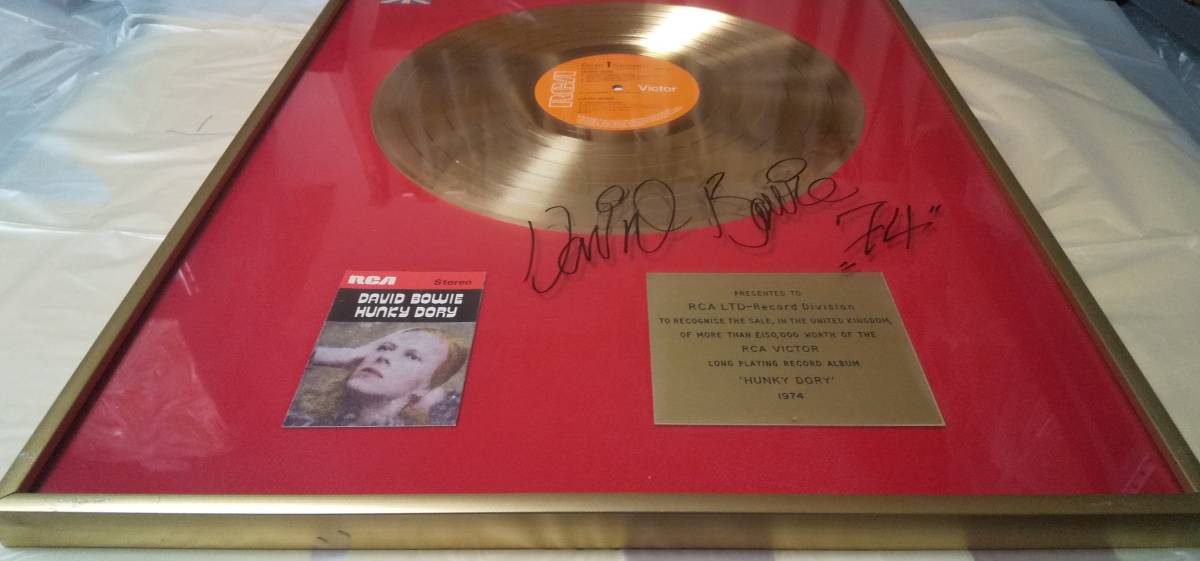 RCA
1
Victor
David Bowie
"74"
RCA Stereo
DAVID BOWIE
HUNKY DORY
PRESENTED TO
RCA LTD-Record Division
TO RECOGNISE THE SALE, IN THE UNITED KINGDOM,
OF MORE THAN £150,000 WORTH OF THE
RCA VICTOR
LONG PLAYING RECORD ALBUM
'HUNKY DORY'
1974